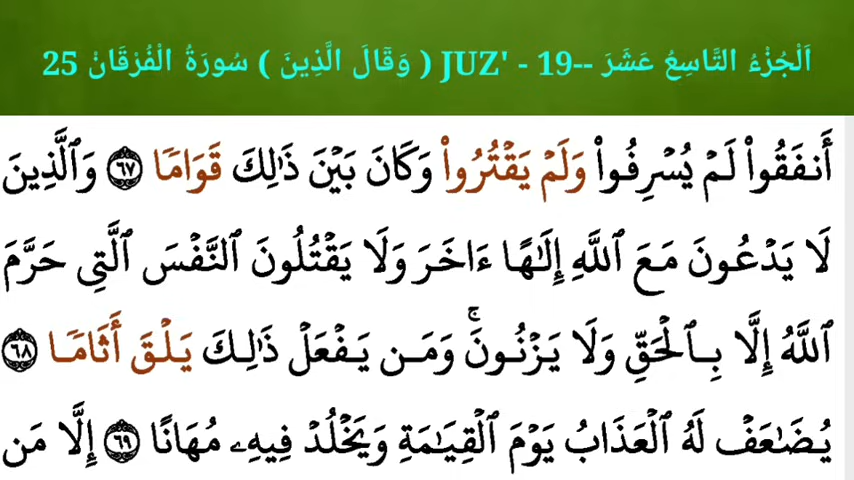 اَلْجُزْءُ التَّاسِعُ عَشَرَ --JUZ' - 19 ( وَقَالَ الَّذِينَ ) سُورَةُ الْفُرْقَانْ 25
أَنفَقُوا۟ لَمْ يُسْرِفُوا۟ وَلَمْ يَقْتُرُوا۟ وَكَانَ بَيْنَ ذَٰلِكَ قَوَامًا ٦٧ وَٱلَّذِينَ
لَا يَدْعُونَ مَعَ ٱللَّهِ إِلَٰهًا ءَاخَرَ وَلَا يَقْتُلُونَ ٱلنَّفْسَ ٱلَّتِى حَرَّمَ
ٱللَّهُ إِلَّا بِٱلْحَقِّ وَلَا يَزْنُونَ ۚ وَمَن يَفْعَلْ ذَٰلِكَ يَلْقَ أَثَامًا ٦٨
يُضَٰعَفْ لَهُ ٱلْعَذَابُ يَوْمَ ٱلْقِيَٰمَةِ وَيَخْلُدْ فِيهِۦ مُهَانًا ٦٩ إِلَّا مَن